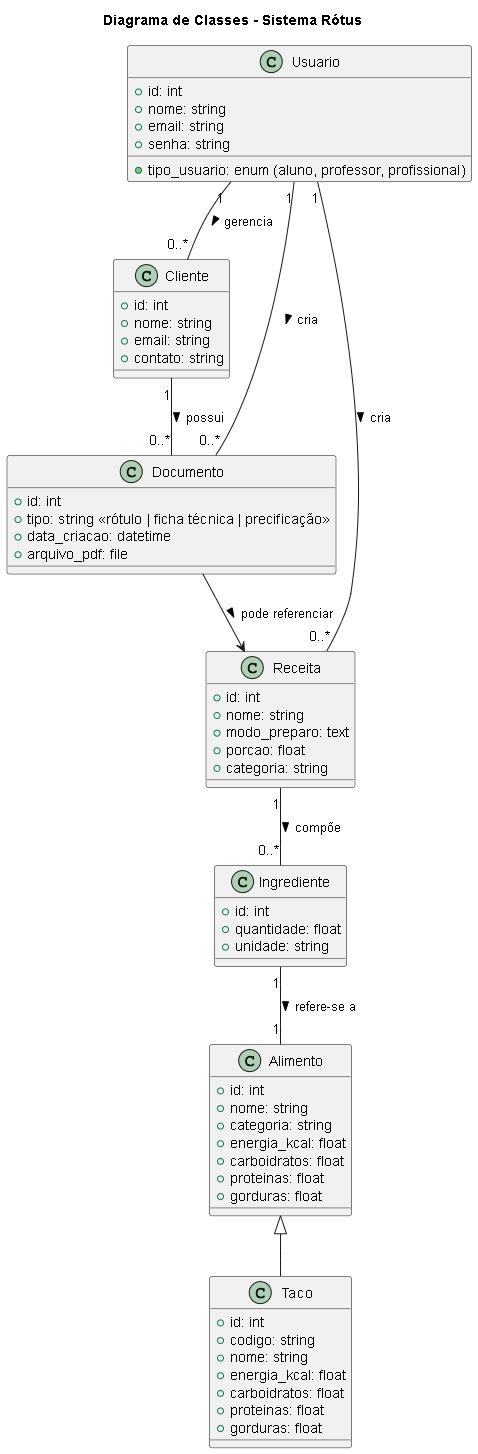 Diagrama de Classes - Sistema Rótus
C Usuario
id: int
nome: string
email: string
senha: string
tipo_usuario: enum (aluno, professor, profissional)
1 1 1
gerencia
0..*
C Cliente
id: int
nome: string
email: string
contato: string
cria
1
possui
cria
0..* 0..*
C Documento
id: int
tipo: string «rótulo | ficha técnica | precificação»
data_criacao: datetime
arquivo_pdf: file
pode referenciar
0..*
C Receita
id: int
nome: string
modo_preparo: text
porcao: float
categoria: string
1
compõe
0..*
C Ingrediente
id: int
quantidade: float
unidade: string
1
refere-se a
1
C Alimento
id: int
nome: string
categoria: string
energia_kcal: float
carboidratos: float
proteinas: float
gorduras: float
C Taco
id: int
codigo: string
nome: string
energia_kcal: float
carboidratos: float
proteinas: float
gorduras: float